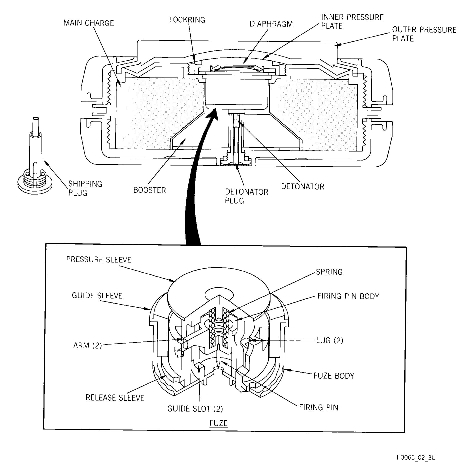 MAIN CHARGE
LOCKRING
DIAPHRAGM
INNER PRESSURE
PLATE
OUTER PRESSURE
PLATE
SHIPPING
PLUG
BOOSTER
DETONATOR
PLUG
DETONATOR
PRESSURE SLEEVE
SPRING
GUIDE SLEEVE
FIRING PIN BODY
ARM (2)
LUG (2)
FUZE BODY
RELEASE SLEEVE
GUIDE SLOT (2)
FIRING PIN
FUZE